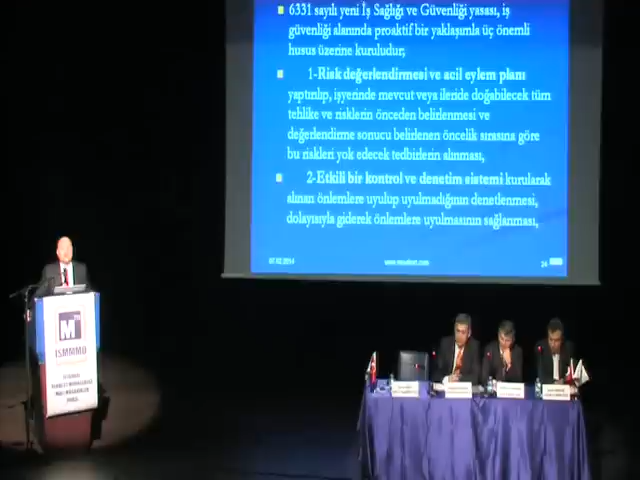 6331 sayılı yeni İş Sağlığı ve Güvenliği yasası, iş
güvenliği alanında proaktif bir yaklaşımla üç önemli
husus üzerine kuruludur;
1-Risk değerlendirmesi ve acil eylem planı
yaptırılıp, işyerinde mevcut veya ileride doğabilecek tüm
tehlike ve risklerin önceden belirlenmesi ve
değerlendirme sonucu belirlenen öncelik sırasına göre
bu riskleri yok edecek tedbirlerin alınması,
2-Etkili bir kontrol ve denetim sistemi kurularak
alınan önlemlere uyulup uyulmadığının denetlenmesi,
dolayısıyla giderek önlemlere uyulmasının sağlanması,
07.02.2014
24
M
ISMMMO